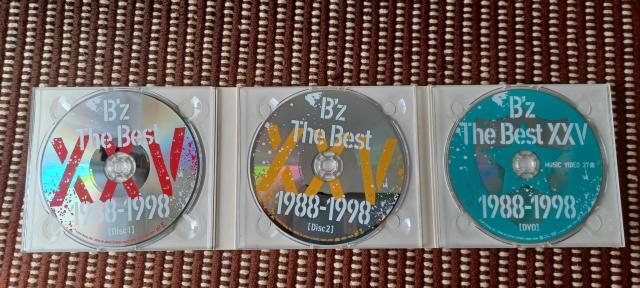 B'z
The Best
XXV
1988-1998
[Disc1]
B'z
The Best
XXV
1988-1998
[Disc2]
B'z
The Best XXV
MUSIC VIDEO 27曲
1988-1998
[DVD]